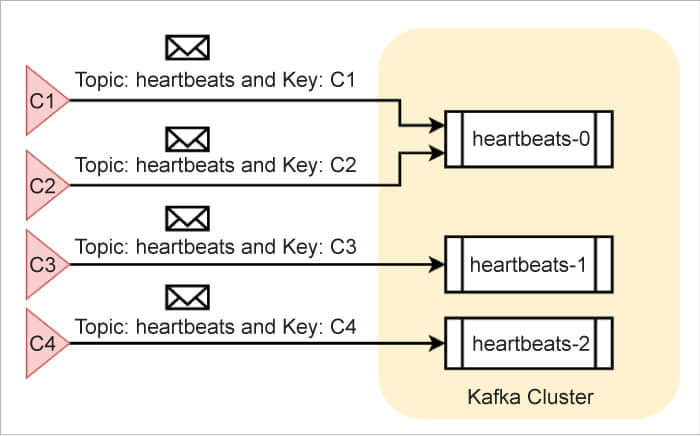 Topic: heartbeats and Key: C1
C1
heartbeats-0
Topic: heartbeats and Key: C2
C2
Topic: heartbeats and Key: C3
C3
heartbeats-1
Topic: heartbeats and Key: C4
C4
heartbeats-2
Kafka Cluster